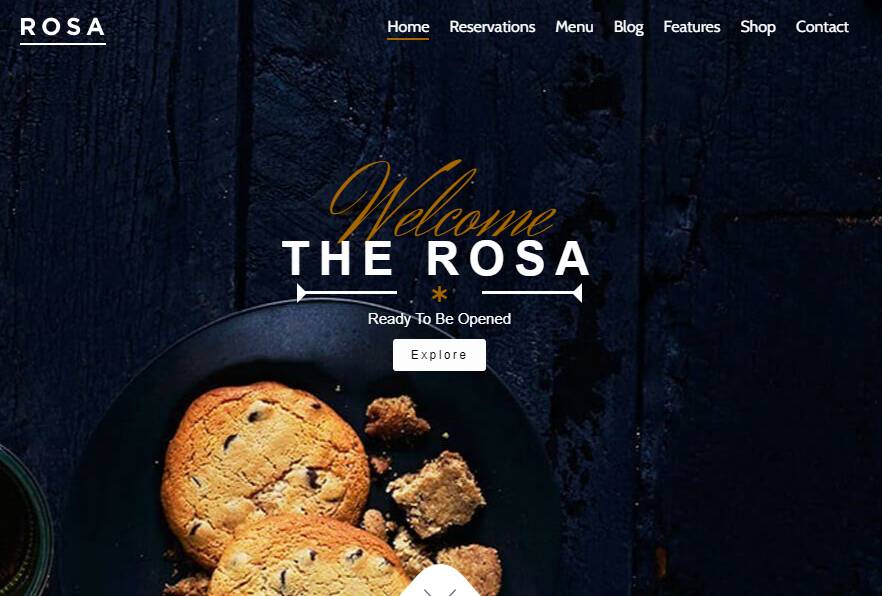 ROSA
Home Reservations Menu Blog Features Shop Contact
Welcome
THE ROSA
*
Ready To Be Opened
Explore